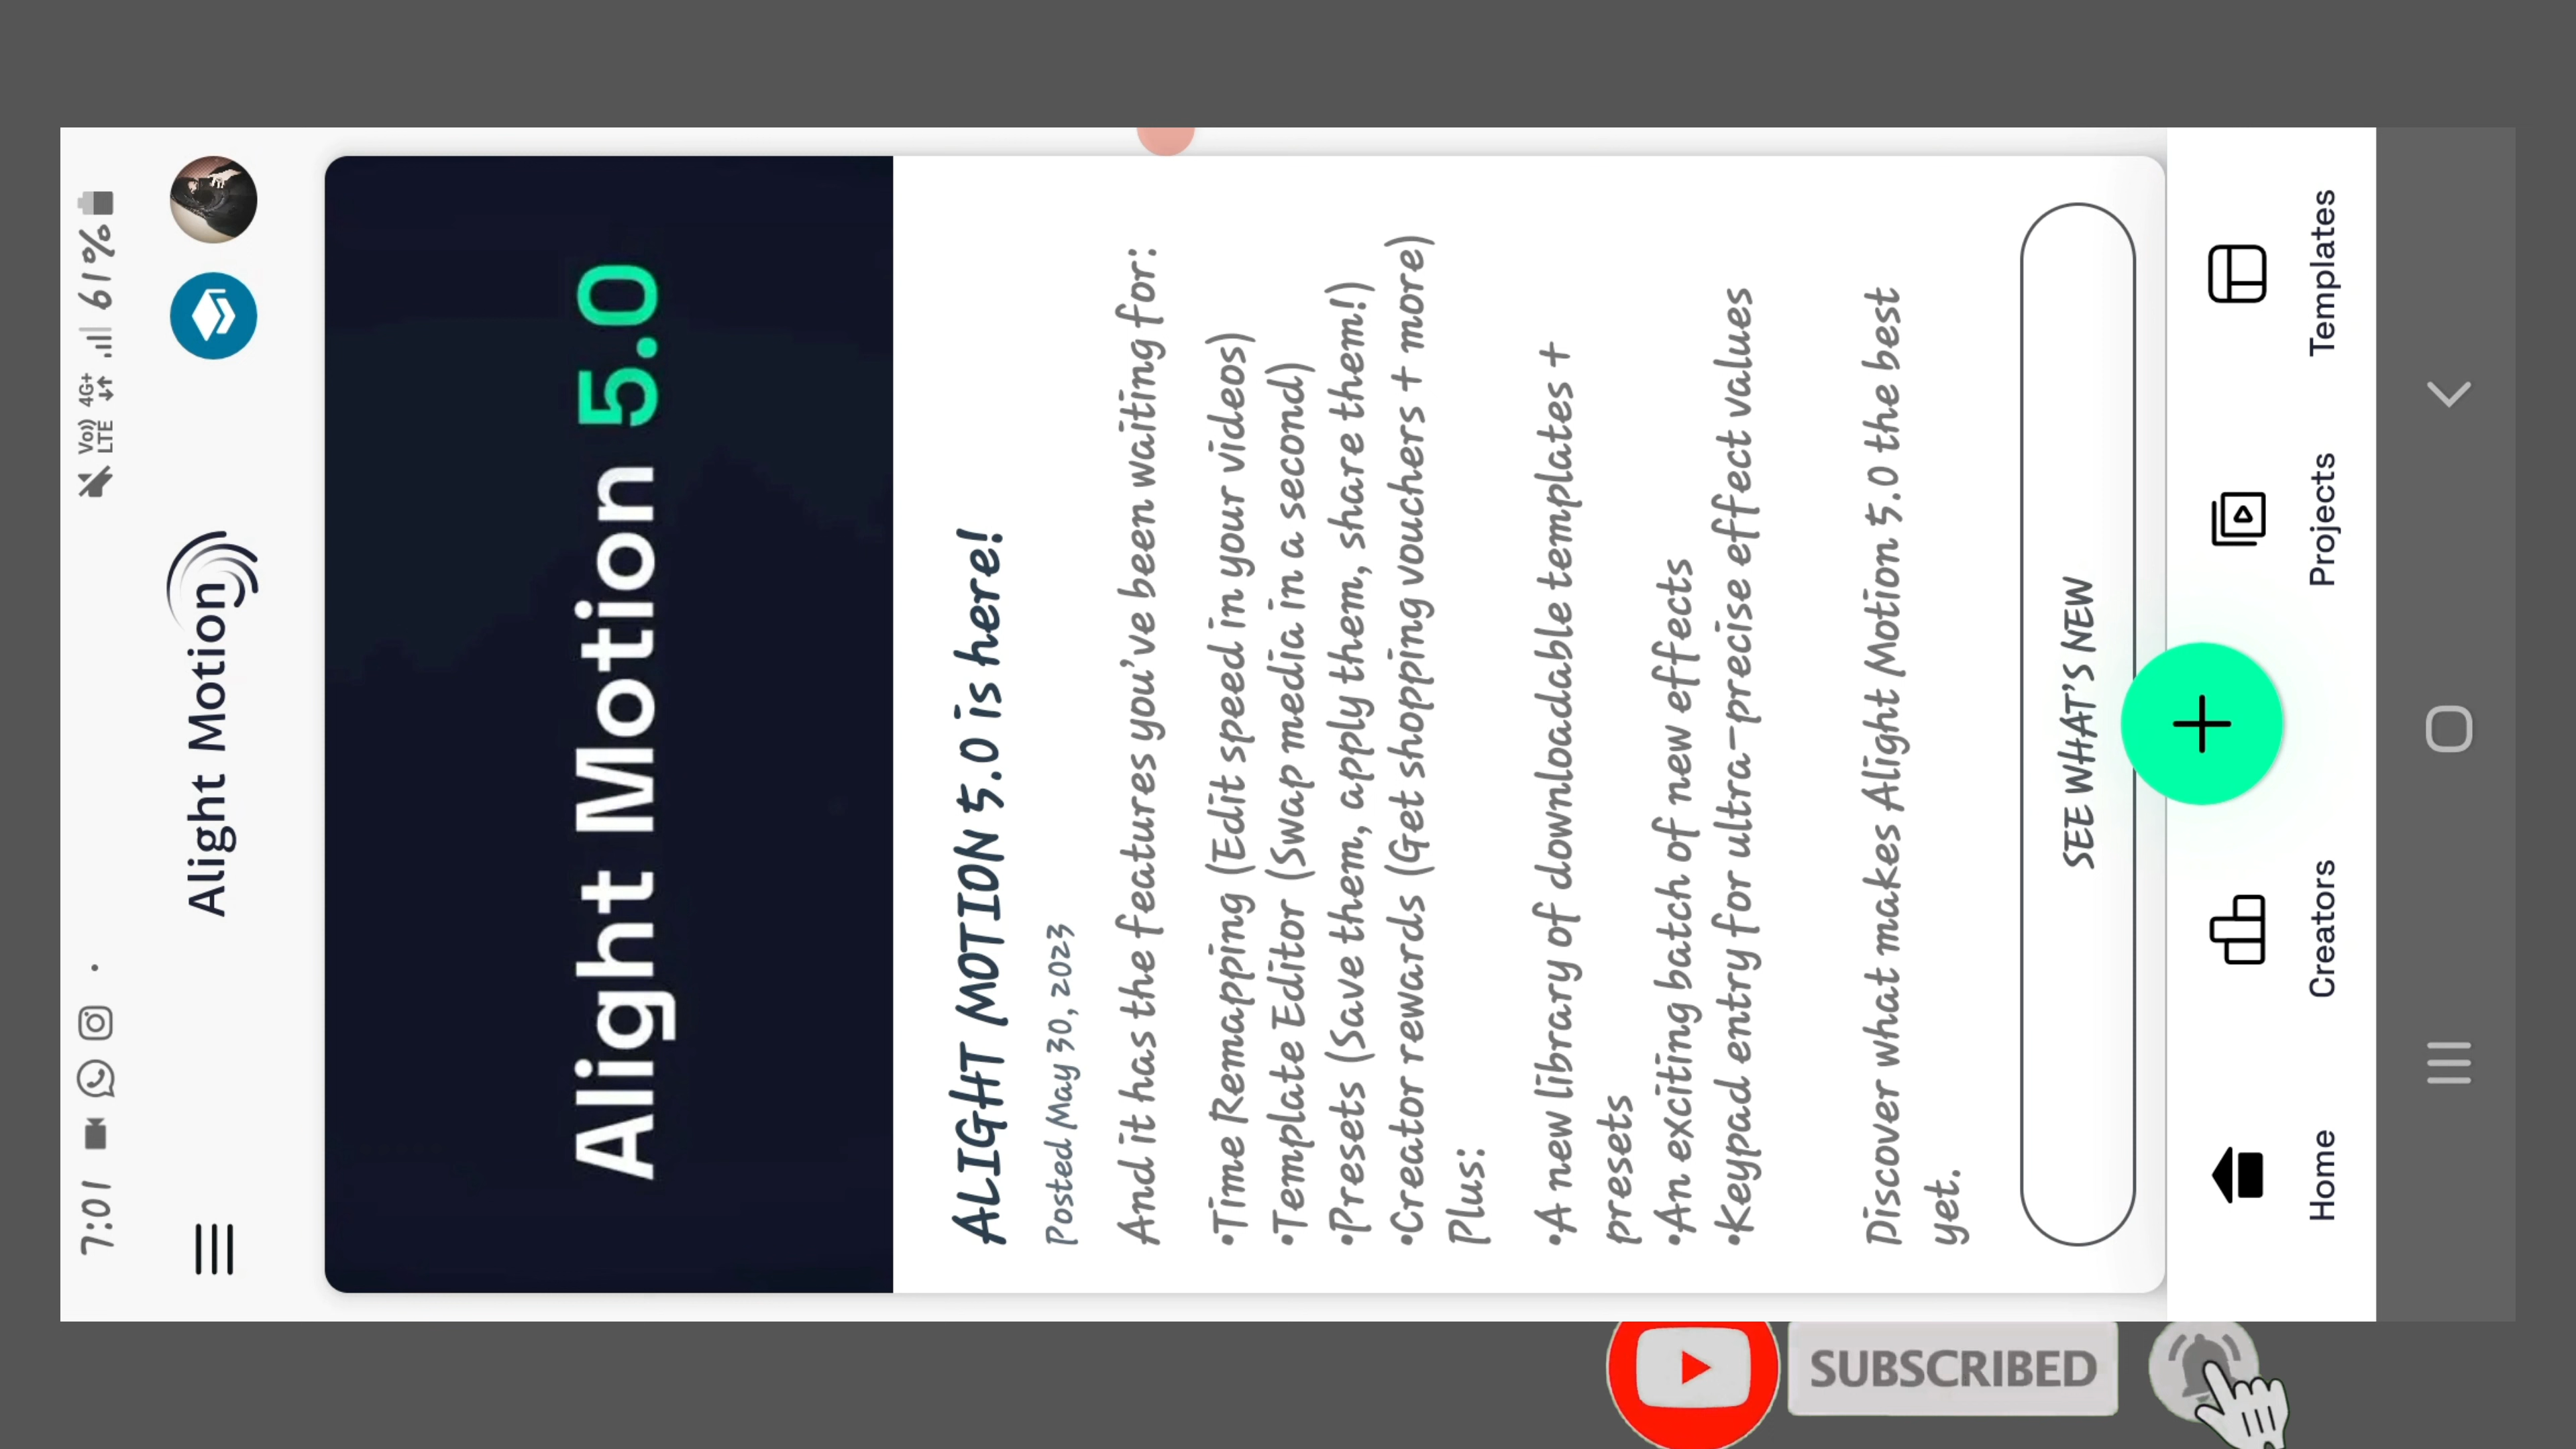 7:01
Vo)) 4G+
LTE
61%
Alight Motion
Alight Motion 5.0
ALIGHT MOTION 5.0 is here!
Posted May 30, 2023
And it has the features you've been waiting for:
•Time Remapping (Edit speed in your videos)
•Template Editor (Swap media in a second)
•Presets (Save them, apply them, share them!)
•Creator rewards (Get shopping vouchers + more)
Plus:
•A new library of downloadable templates +
presets
•An exciting batch of new effects
•Keypad entry for ultra-precise effect values
Discover what makes Alight Motion 5.0 the best
yet.
SEE WHAT'S NEW
Home
Creators
Projects
Templates
SUBSCRIBED